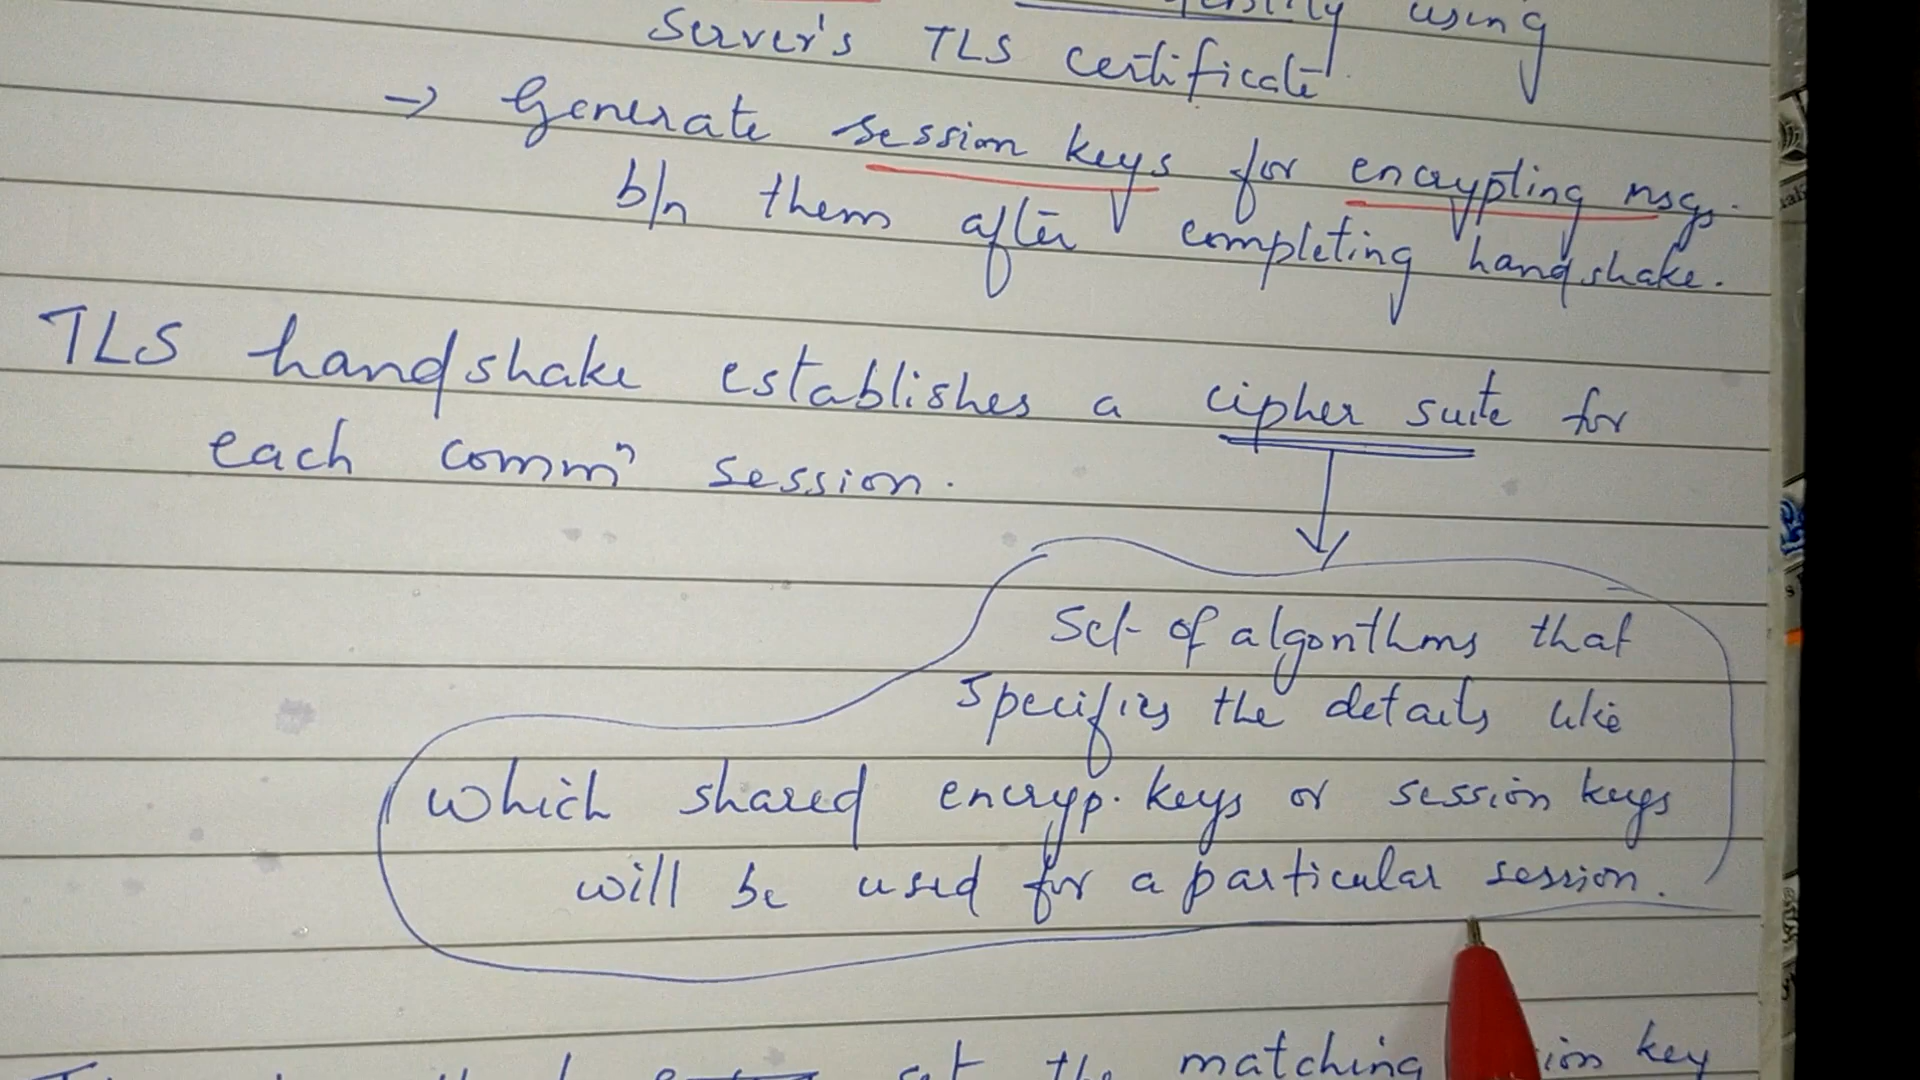 using
Server's TLS certificate
→ Generate session keys for encrypting msgs.
b/n them after completing handshake.
TLS handshake establishes a cipher suite for
each commⁿ session.
Set of algorithms that
specifies the details like
which shared encryp. keys or session keys
will be used for a particular session.
the matching key